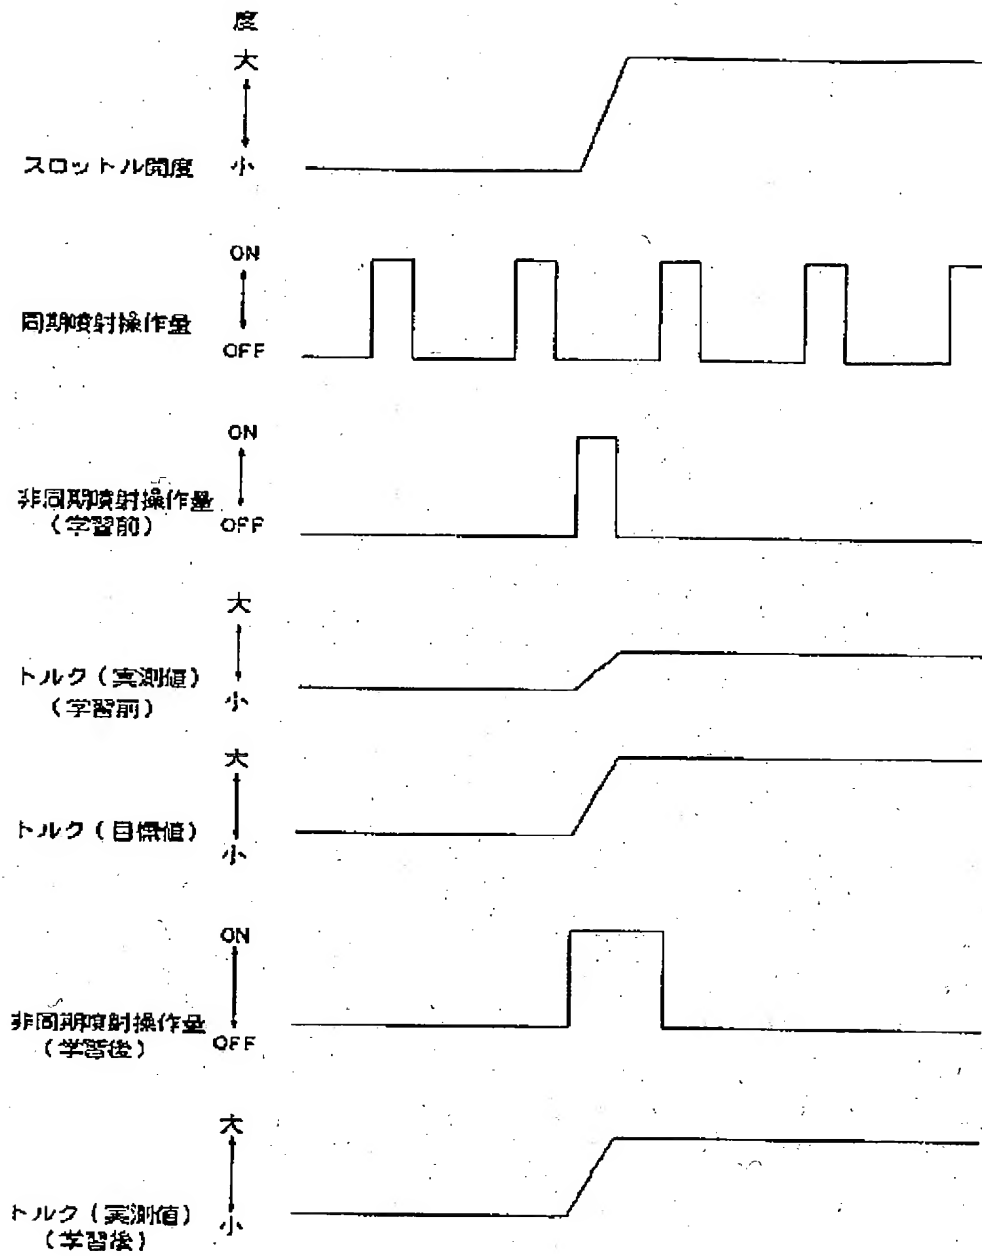 度
大
スロットル開度 小
ON
同期噴射操作量
OFF
ON
非同期噴射操作量
(学習前) OFF
大
トルク(実測値)
(学習前) 小
大
トルク(目標値)
小
ON
非同期噴射操作量
(学習後) OFF
大
トルク(実測値) 小
(学習後)